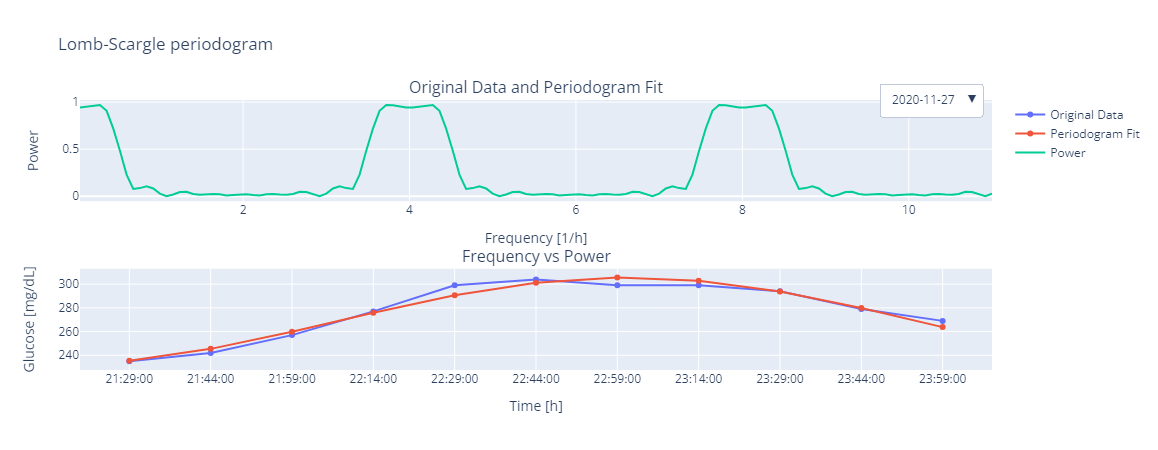 Lomb-Scargle periodogram
Original Data and Periodogram Fit
2020-11-27 ▼
Power
1
0.5
0
2 4 6 8 10
Frequency [1/h]
Original Data
Periodogram Fit
Power
Frequency vs Power
Glucose [mg/dL]
300
280
260
240
21:29:00 21:44:00 21:59:00 22:14:00 22:29:00 22:44:00 22:59:00 23:14:00 23:29:00 23:44:00 23:59:00
Time [h]